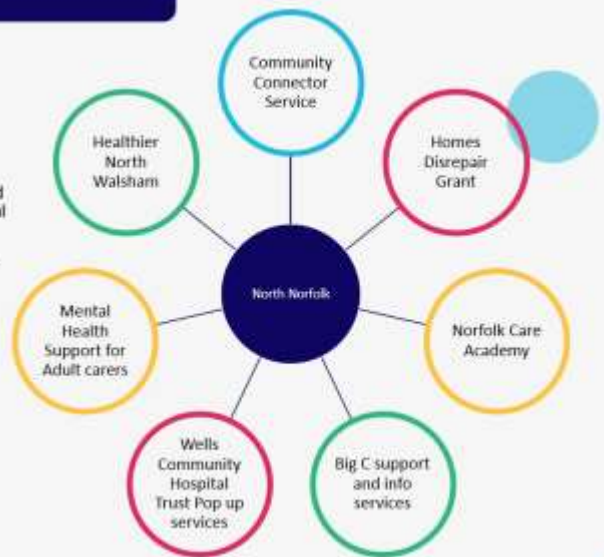 Community
Connector
Service
Healthier
North
Walsham
Homes
Disrepair
Grant
North Norfolk
Mental
Health
Support for
Adult carers
Norfolk Care
Academy
Wells
Community
Hospital
Trust Pop up
services
Big C support
and info
services